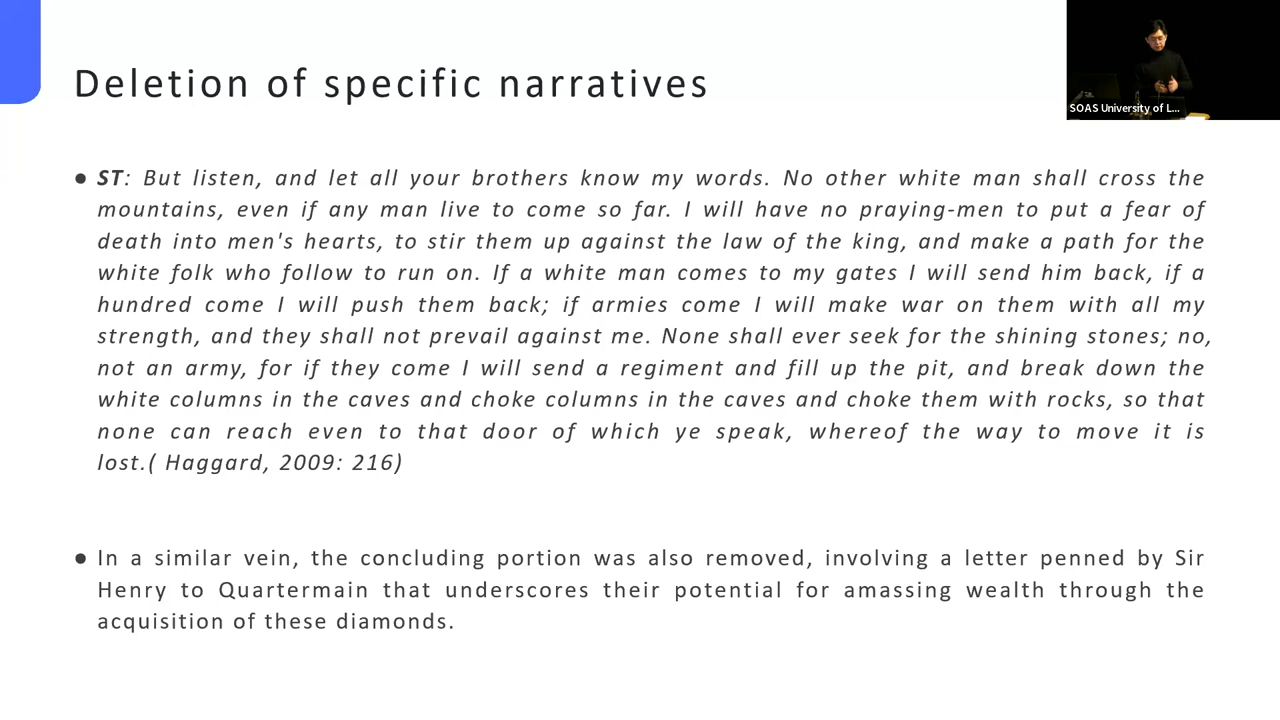 Deletion of specific narratives
SOAS University of L...
● ST: But listen, and let all your brothers know my words. No other white man shall cross the
mountains, even if any man live to come so far. I will have no praying-men to put a fear of
death into men's hearts, to stir them up against the law of the king, and make a path for the
white folk who follow to run on. If a white man comes to my gates I will send him back, if a
hundred come I will push them back; if armies come I will make war on them with all my
strength, and they shall not prevail against me. None shall ever seek for the shining stones; no,
not an army, for if they come I will send a regiment and fill up the pit, and break down the
white columns in the caves and choke columns in the caves and choke them with rocks, so that
none can reach even to that door of which ye speak, whereof the way to move it is
lost.( Haggard, 2009: 216)
● In a similar vein, the concluding portion was also removed, involving a letter penned by Sir
Henry to Quartermain that underscores their potential for amassing wealth through the
acquisition of these diamonds.